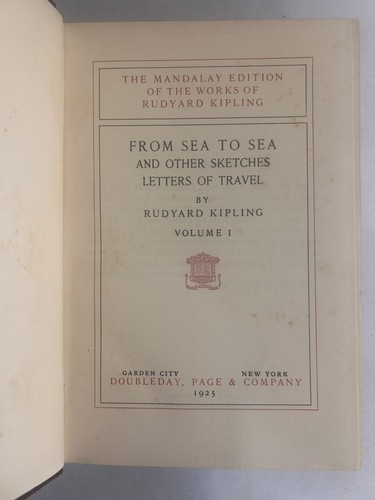 THE MANDALAY EDITION
OF THE WORKS OF
RUDYARD KIPLING
FROM SEA TO SEA
AND OTHER SKETCHES
LETTERS OF TRAVEL
BY
RUDYARD KIPLING
VOLUME I
GARDEN CITY NEW YORK
DOUBLEDAY, PAGE & COMPANY
1925